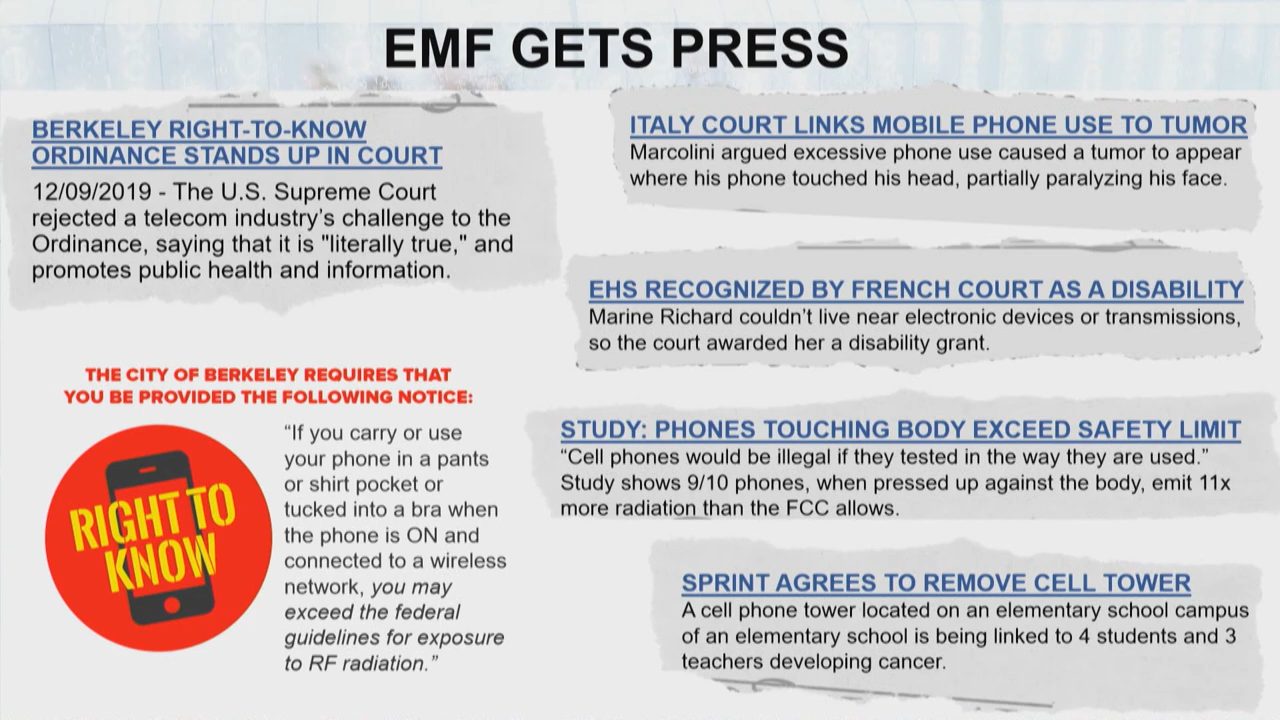 EMF GETS PRESS
BERKELEY RIGHT-TO-KNOW
ORDINANCE STANDS UP IN COURT
12/09/2019 - The U.S. Supreme Court
rejected a telecom industry's challenge to the
Ordinance, saying that it is "literally true," and
promotes public health and information.
THE CITY OF BERKELEY REQUIRES THAT
YOU BE PROVIDED THE FOLLOWING NOTICE:
RIGHT TO
KNOW
“If you carry or use
your phone in a pants
or shirt pocket or
tucked into a bra when
the phone is ON and
connected to a wireless
network, you may
exceed the federal
guidelines for exposure
to RF radiation.”
ITALY COURT LINKS MOBILE PHONE USE TO TUMOR
Marcolini argued excessive phone use caused a tumor to appear
where his phone touched his head, partially paralyzing his face.
EHS RECOGNIZED BY FRENCH COURT AS A DISABILITY
Marine Richard couldn't live near electronic devices or transmissions,
so the court awarded her a disability grant.
STUDY: PHONES TOUCHING BODY EXCEED SAFETY LIMIT
“Cell phones would be illegal if they tested in the way they are used.”
Study shows 9/10 phones, when pressed up against the body, emit 11x
more radiation than the FCC allows.
SPRINT AGREES TO REMOVE CELL TOWER
A cell phone tower located on an elementary school campus
of an elementary school is being linked to 4 students and 3
teachers developing cancer.